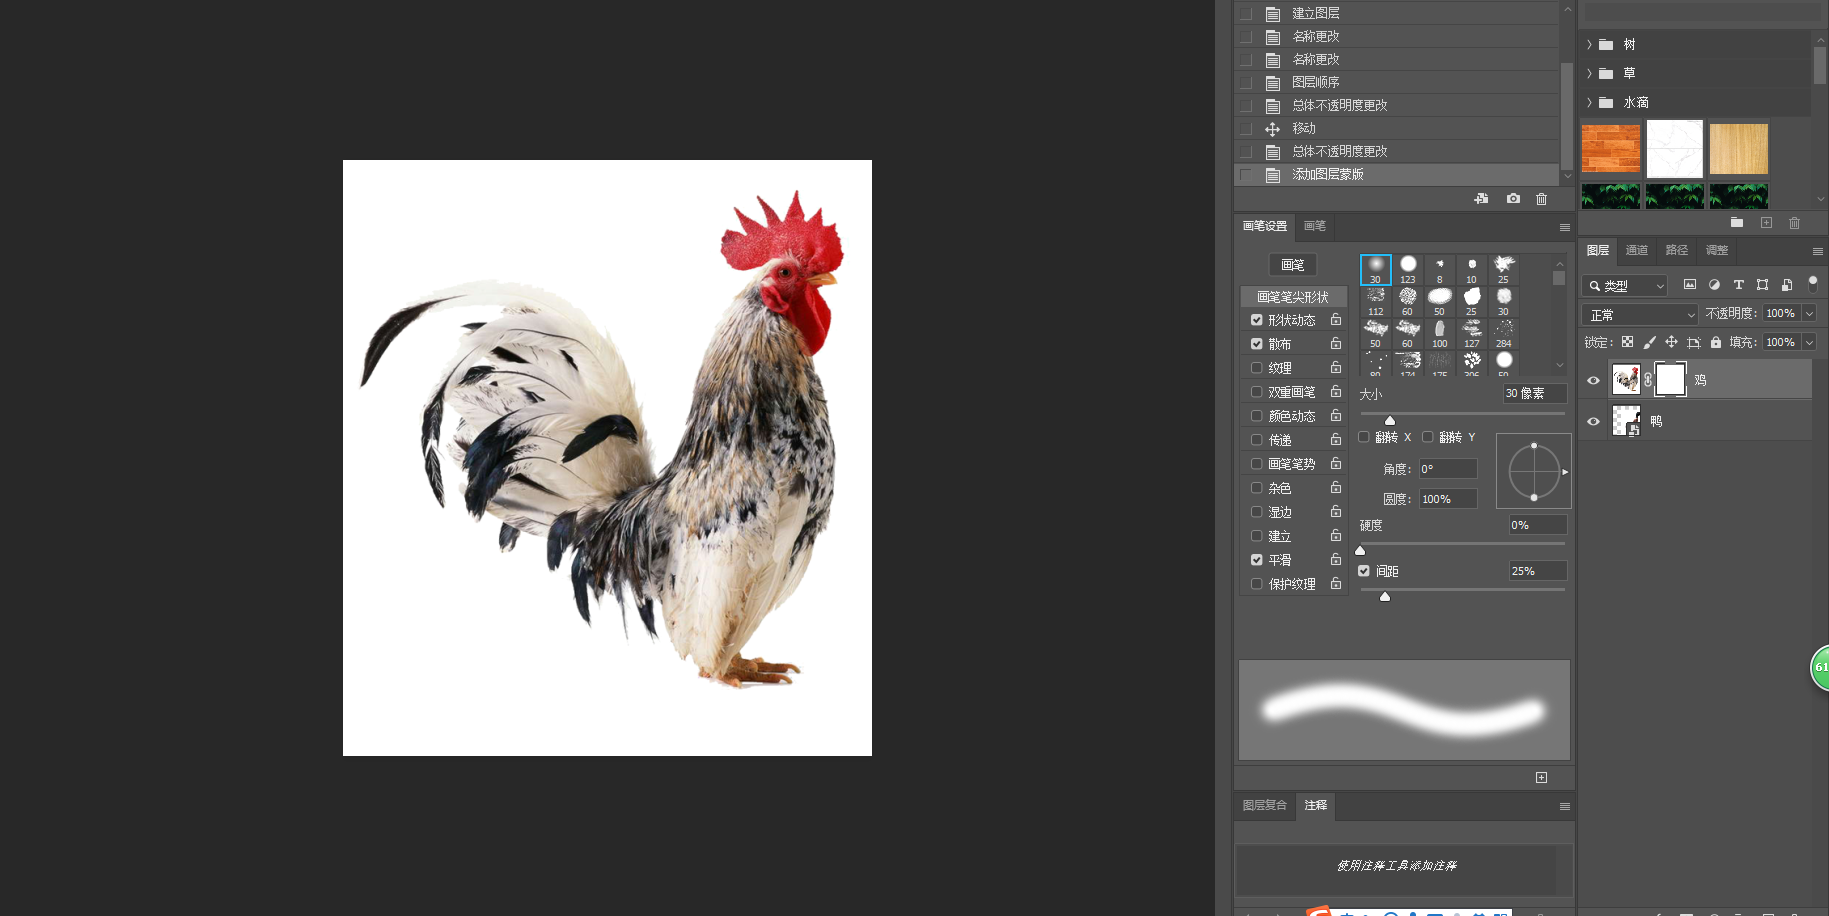 建立图层
名称更改
名称更改
图层顺序
总体不透明度更改
移动
总体不透明度更改
添加图层蒙版
画笔设置 画笔
画笔
画笔笔尖形状
形状动态
散布
纹理
双重画笔
颜色动态
传递
画笔笔势
杂色
湿边
建立
平滑
保护纹理
30 123 8 10 25
112 60 50 25 30
50 60 100 127 284
80 174 175 306 50
大小 30 像素
翻转 X 翻转 Y
角度: 0°
圆度: 100%
硬度 0%
间距 25%
图层复合 注释
使用注释工具添加注释
树
草
水滴
图层 通道 路径 调整
类型
正常 不透明度: 100%
锁定: 填充: 100%
鸡
鸭
61